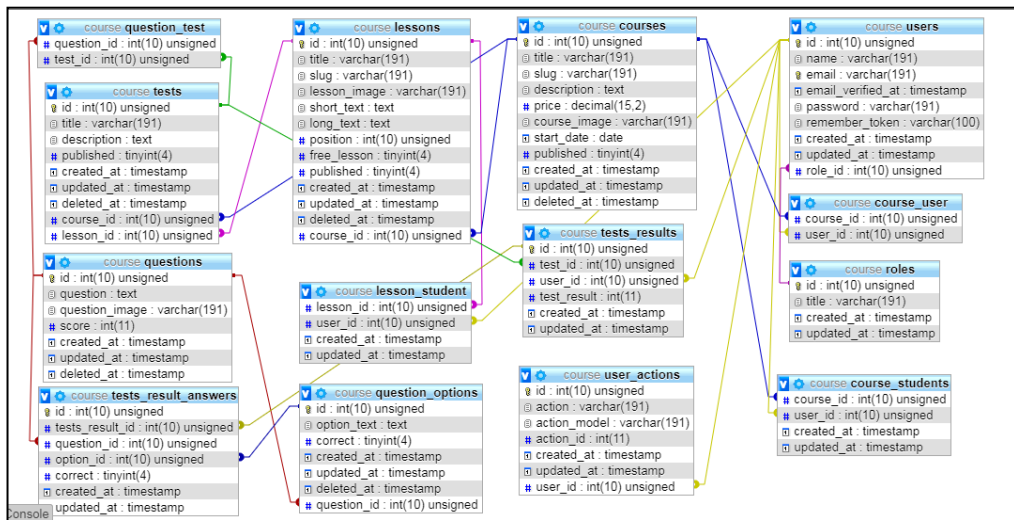 course question_test
question_id : int(10) unsigned
test_id : int(10) unsigned
course tests
id : int(10) unsigned
title : varchar(191)
description : text
published : tinyint(4)
created_at : timestamp
updated_at : timestamp
deleted_at : timestamp
course_id : int(10) unsigned
lesson_id : int(10) unsigned
course questions
id : int(10) unsigned
question : text
question_image : varchar(191)
score : int(11)
created_at : timestamp
updated_at : timestamp
deleted_at : timestamp
course tests_result_answers
id : int(10) unsigned
tests_result_id : int(10) unsigned
question_id : int(10) unsigned
option_id : int(10) unsigned
correct : tinyint(4)
created_at : timestamp
updated_at : timestamp
Console
course lessons
id : int(10) unsigned
title : varchar(191)
slug : varchar(191)
lesson_image : varchar(191)
short_text : text
long_text : text
position : int(10) unsigned
free_lesson : tinyint(4)
published : tinyint(4)
created_at : timestamp
updated_at : timestamp
deleted_at : timestamp
course_id : int(10) unsigned
course lesson_student
lesson_id : int(10) unsigned
user_id : int(10) unsigned
created_at : timestamp
updated_at : timestamp
course question_options
id : int(10) unsigned
option_text : text
correct : tinyint(4)
created_at : timestamp
updated_at : timestamp
deleted_at : timestamp
question_id : int(10) unsigned
course courses
id : int(10) unsigned
title : varchar(191)
slug : varchar(191)
description : text
price : decimal(15,2)
course_image : varchar(191)
start_date : date
published : tinyint(4)
created_at : timestamp
updated_at : timestamp
deleted_at : timestamp
course tests_results
id : int(10) unsigned
test_id : int(10) unsigned
user_id : int(10) unsigned
test_result : int(11)
created_at : timestamp
updated_at : timestamp
course user_actions
id : int(10) unsigned
action : varchar(191)
action_model : varchar(191)
action_id : int(11)
created_at : timestamp
updated_at : timestamp
user_id : int(10) unsigned
course users
id : int(10) unsigned
name : varchar(191)
email : varchar(191)
email_verified_at : timestamp
password : varchar(191)
remember_token : varchar(100)
created_at : timestamp
updated_at : timestamp
role_id : int(10) unsigned
course course_user
course_id : int(10) unsigned
user_id : int(10) unsigned
course roles
id : int(10) unsigned
title : varchar(191)
created_at : timestamp
updated_at : timestamp
course course_students
course_id : int(10) unsigned
user_id : int(10) unsigned
created_at : timestamp
updated_at : timestamp